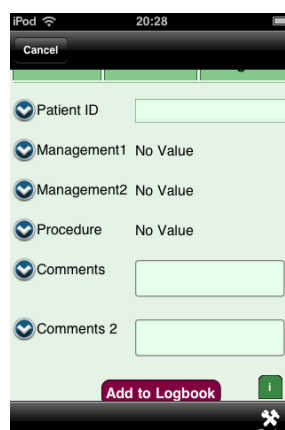 iPod 20:28
Cancel
Patient ID
Management1 No Value
Management2 No Value
Procedure No Value
Comments
Comments 2
Add to Logbook i